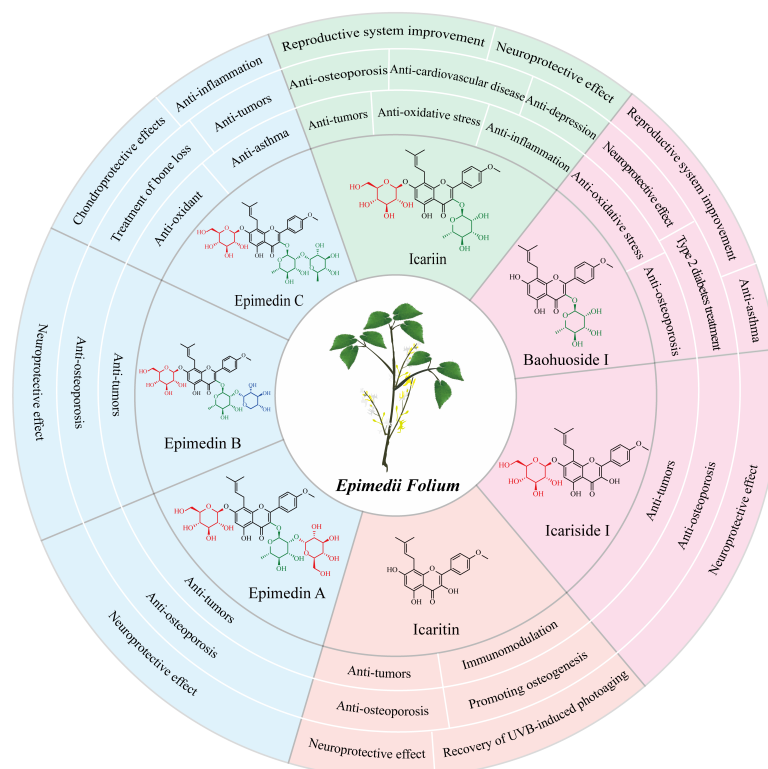 Reproductive system improvement
Neuroprotective effect
Anti-osteoporosis
Anti-cardiovascular disease
Anti-depression
Anti-tumors
Anti-oxidative stress
Anti-inflammation
Icariin
Reproductive system improvement
Neuroprotective effect
Anti-oxidative stress
Type 2 diabetes treatment
Anti-asthma
Anti-osteoporosis
Baohuoside I
Anti-tumors
Anti-osteoporosis
Neuroprotective effect
Icariside I
Icaritin
Anti-tumors
Immunomodulation
Anti-osteoporosis
Promoting osteogenesis
Neuroprotective effect
Recovery of UVB-induced photoaging
Epimedin A
Anti-tumors
Anti-osteoporosis
Neuroprotective effect
Epimedin B
Anti-tumors
Anti-osteoporosis
Neuroprotective effect
Epimedin C
Anti-inflammation
Chondroprotective effects
Anti-tumors
Treatment of bone loss
Anti-asthma
Anti-oxidant
Epimedii Folium